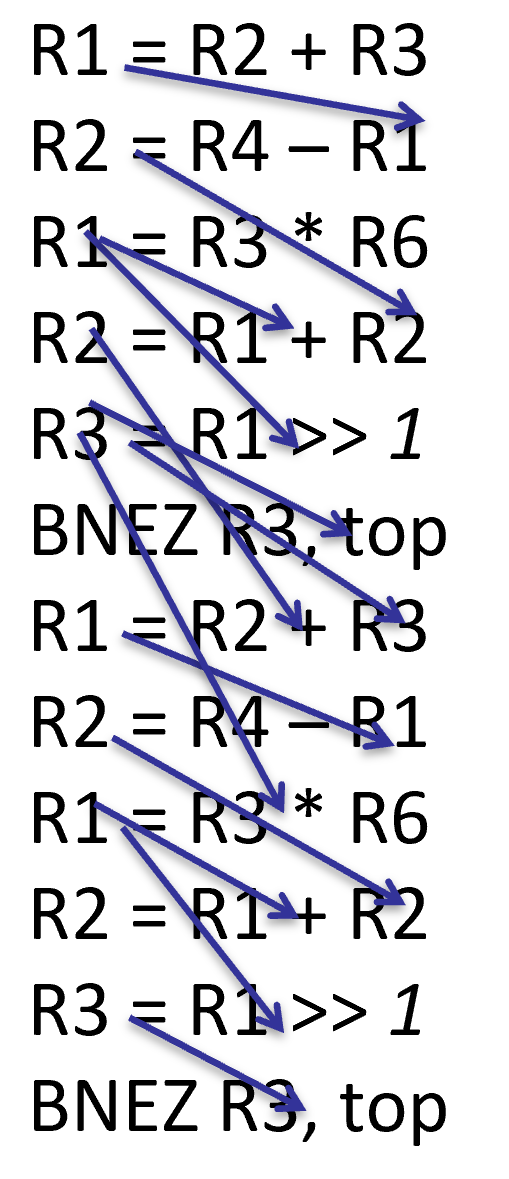 R1 = R2 + R3
R2 = R4 – R1
R1 = R3 * R6
R2 = R1 + R2
R3 = R1 >> 1
BNEZ R3, top
R1 = R2 + R3
R2 = R4 – R1
R1 = R3 * R6
R2 = R1 + R2
R3 = R1 >> 1
BNEZ R3, top